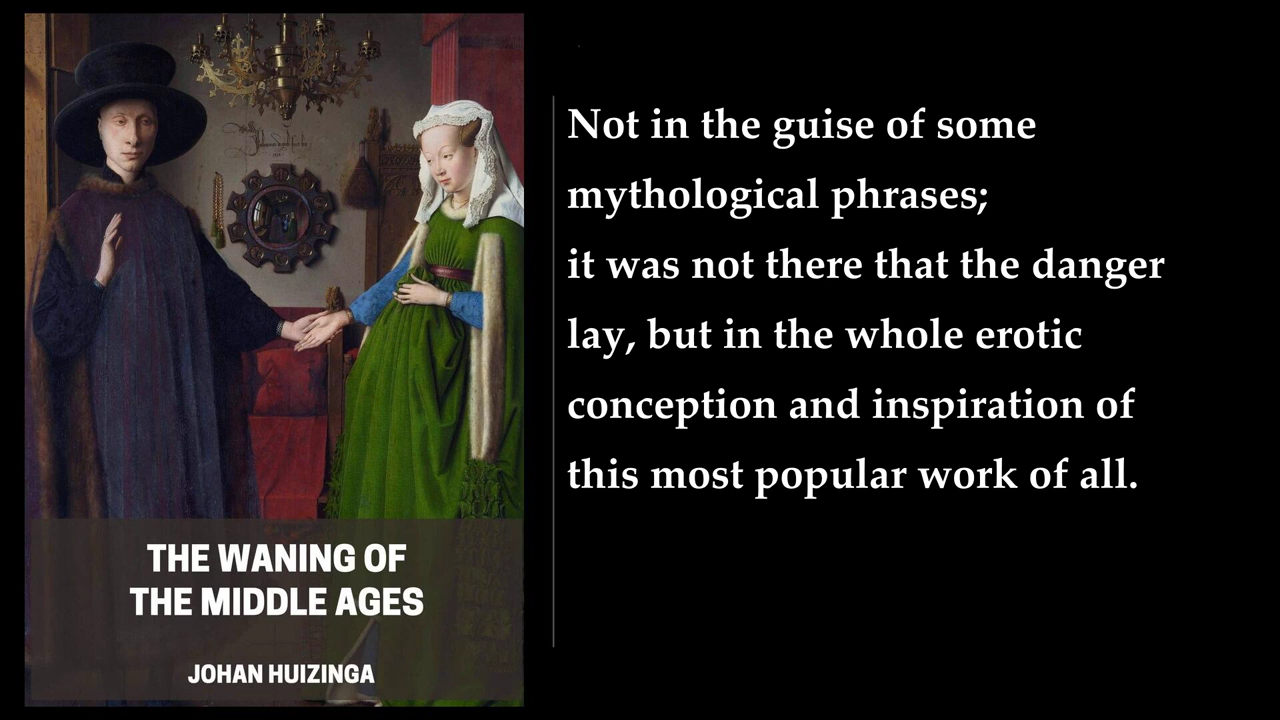 THE WANING OF
THE MIDDLE AGES
JOHAN HUIZINGA
Not in the guise of some
mythological phrases;
it was not there that the danger
lay, but in the whole erotic
conception and inspiration of
this most popular work of all.